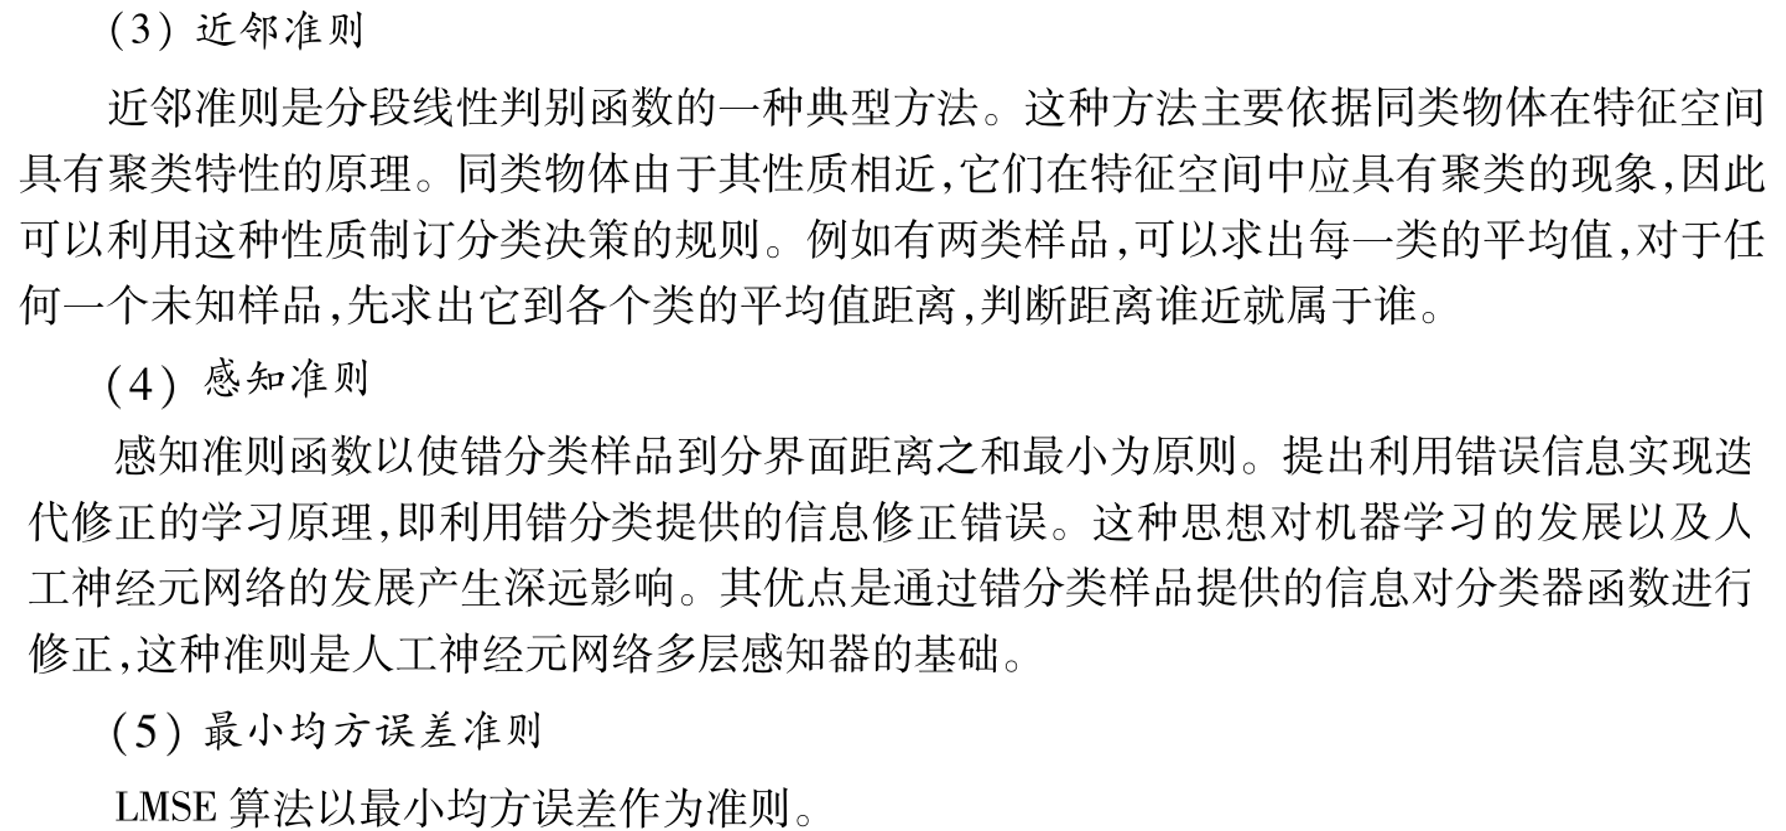 (3) 近邻准则
近邻准则是分段线性判别函数的一种典型方法。这种方法主要依据同类物体在特征空间
具有聚类特性的原理。同类物体由于其性质相近,它们在特征空间中应具有聚类的现象,因此
可以利用这种性质制订分类决策的规则。例如有两类样品,可以求出每一类的平均值,对于任
何一个未知样品,先求出它到各个类的平均值距离,判断距离谁近就属于谁。
(4) 感知准则
感知准则函数以使错分类样品到分界面距离之和最小为原则。提出利用错误信息实现迭
代修正的学习原理,即利用错分类提供的信息修正错误。这种思想对机器学习的发展以及人
工神经元网络的发展产生深远影响。其优点是通过错分类样品提供的信息对分类器函数进行
修正,这种准则是人工神经元网络多层感知器的基础。
(5) 最小均方误差准则
LMSE 算法以最小均方误差作为准则。